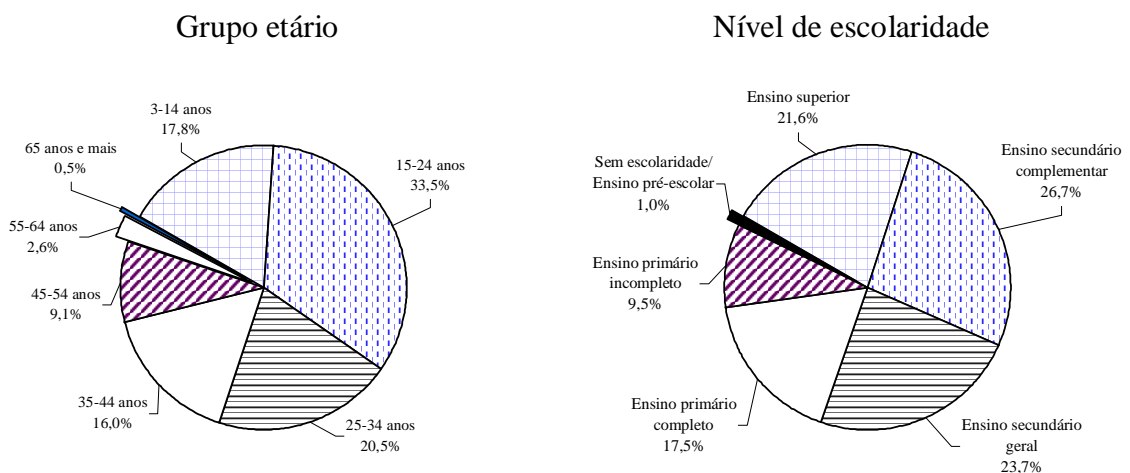 Grupo etário
3-14 anos
17,8%
65 anos e mais
0,5%
15-24 anos
33,5%
55-64 anos
2,6%
45-54 anos
9,1%
35-44 anos
16,0%
25-34 anos
20,5%
Nível de escolaridade
Ensino superior
21,6%
Sem escolaridade/
Ensino pré-escolar
1,0%
Ensino secundário
complementar
26,7%
Ensino primário
incompleto
9,5%
Ensino primário
completo
17,5%
Ensino secundário
geral
23,7%